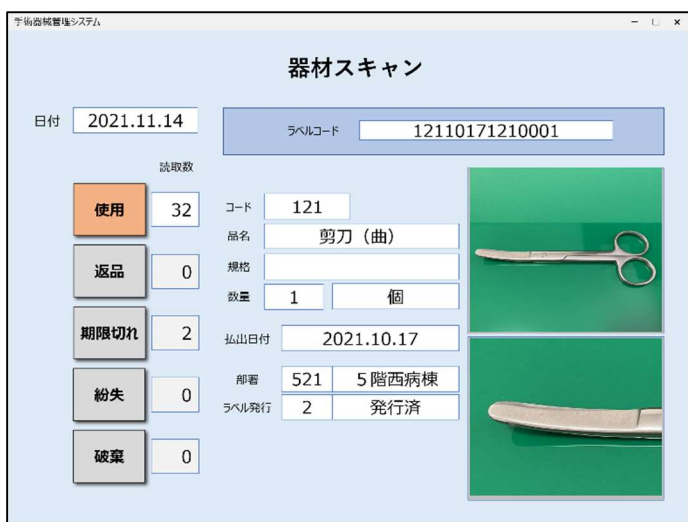 手術器械管理システム
器材スキャン
日付 2021.11.14
ラベルコード 12110171210001
読取数
使用 32
返品 0
期限切れ 2
紛失 0
破棄 0
コード 121
品名 剪刀（曲）
規格
数量 1 個
払出日付 2021.10.17
部署 521 5階西病棟
ラベル発行 2 発行済